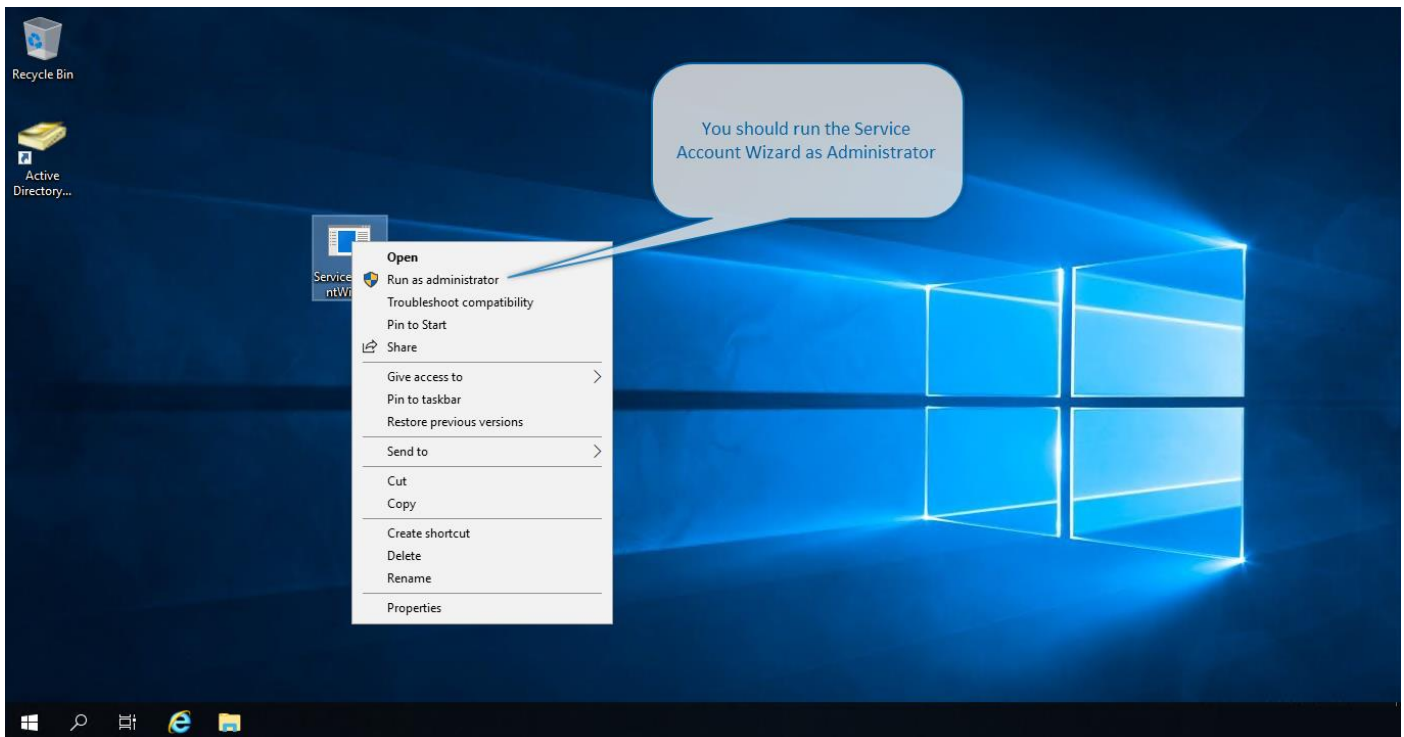 Recycle Bin
Active
Directory...
You should run the Service
Account Wizard as Administrator
Service
ntWi
Open
Run as administrator
Troubleshoot compatibility
Pin to Start
Share
Give access to
Pin to taskbar
Restore previous versions
Send to
Cut
Copy
Create shortcut
Delete
Rename
Properties